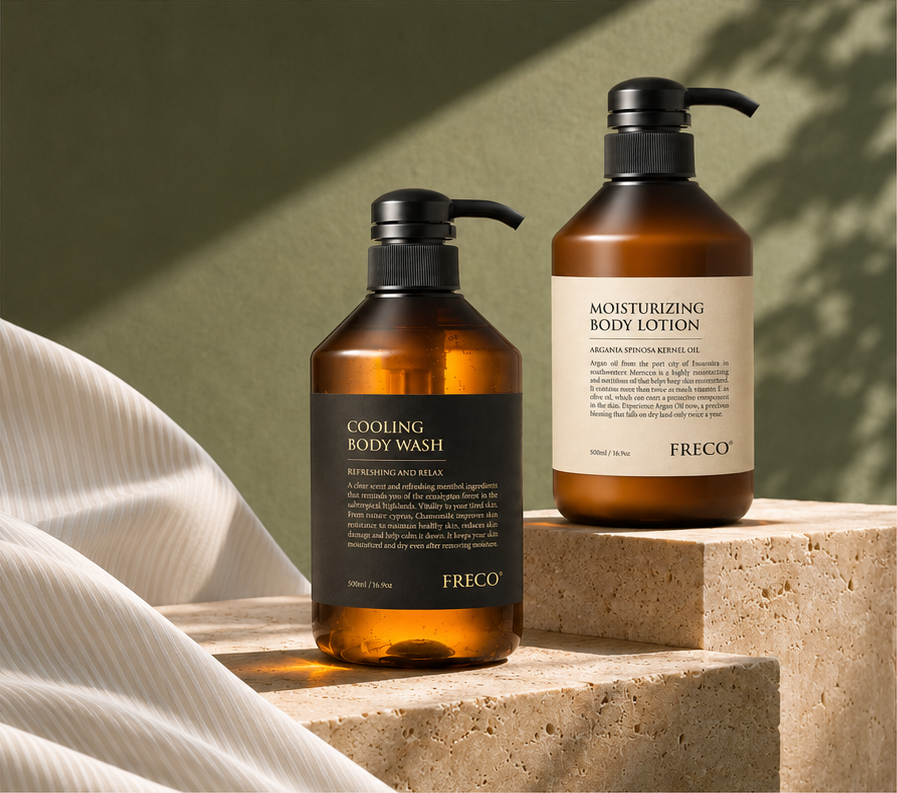 COOLING
BODY WASH
REFRESHING AND RELAX
A clear scent and refreshing menthol ingredients
that reminds you of the eucalyptus forest in the
subtropical highlands. Vitality to your tired skin.
From nature cyprus, Chamomile improves skin
resistance to maintain healthy skin, reduces skin
damage and help calm it down. It keeps your skin
moisturized and dry even after removing moisture.
500ml / 16.9oz
FRECO®
MOISTURIZING
BODY LOTION
ARGANIA SPINOSA KERNEL OIL
Argan oil from the port city of Essaouira in
southwestern Morocco is a highly moisturizing
and nutritious oil that helps keep skin moisturized.
It contains more than twice as much vitamin E as
olive oil, which can exert a protective component
in the skin. Experience Argan Oil now, a precious
blessing that falls on dry land only twice a year.
500ml / 16.9oz
FRECO®